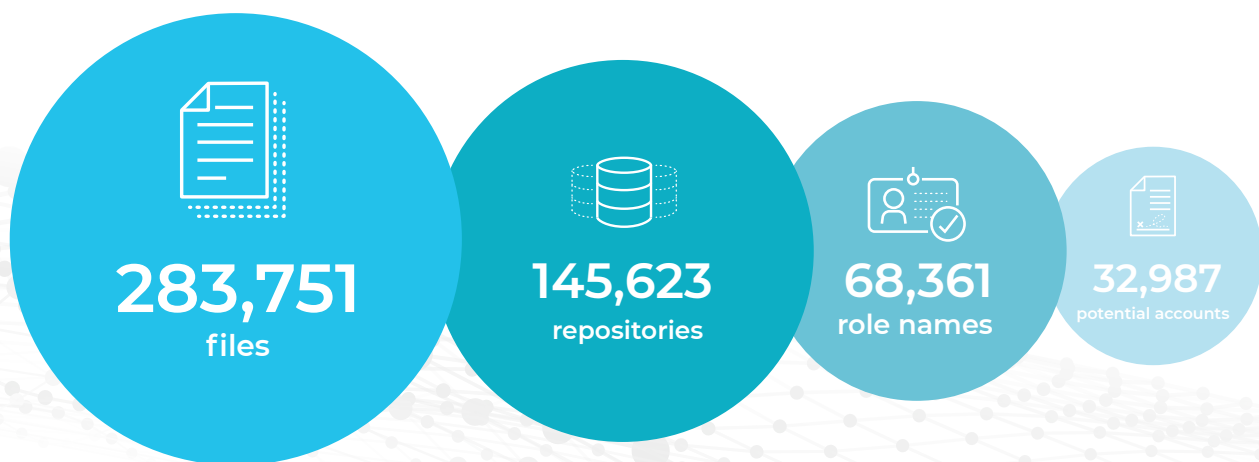 283,751
files
145,623
repositories
68,361
role names
32,987
potential accounts